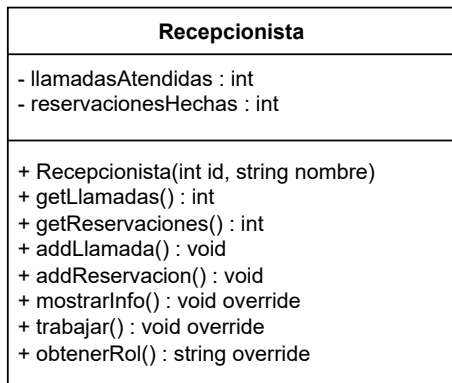 Recepcionista
- llamadasAtendidas : int
- reservacionesHechas : int
+ Recepcionista(int id, string nombre)
+ getLlamadas() : int
+ getReservaciones() : int
+ addLlamada() : void
+ addReservacion() : void
+ mostrarInfo() : void override
+ trabajar() : void override
+ obtenerRol() : string override